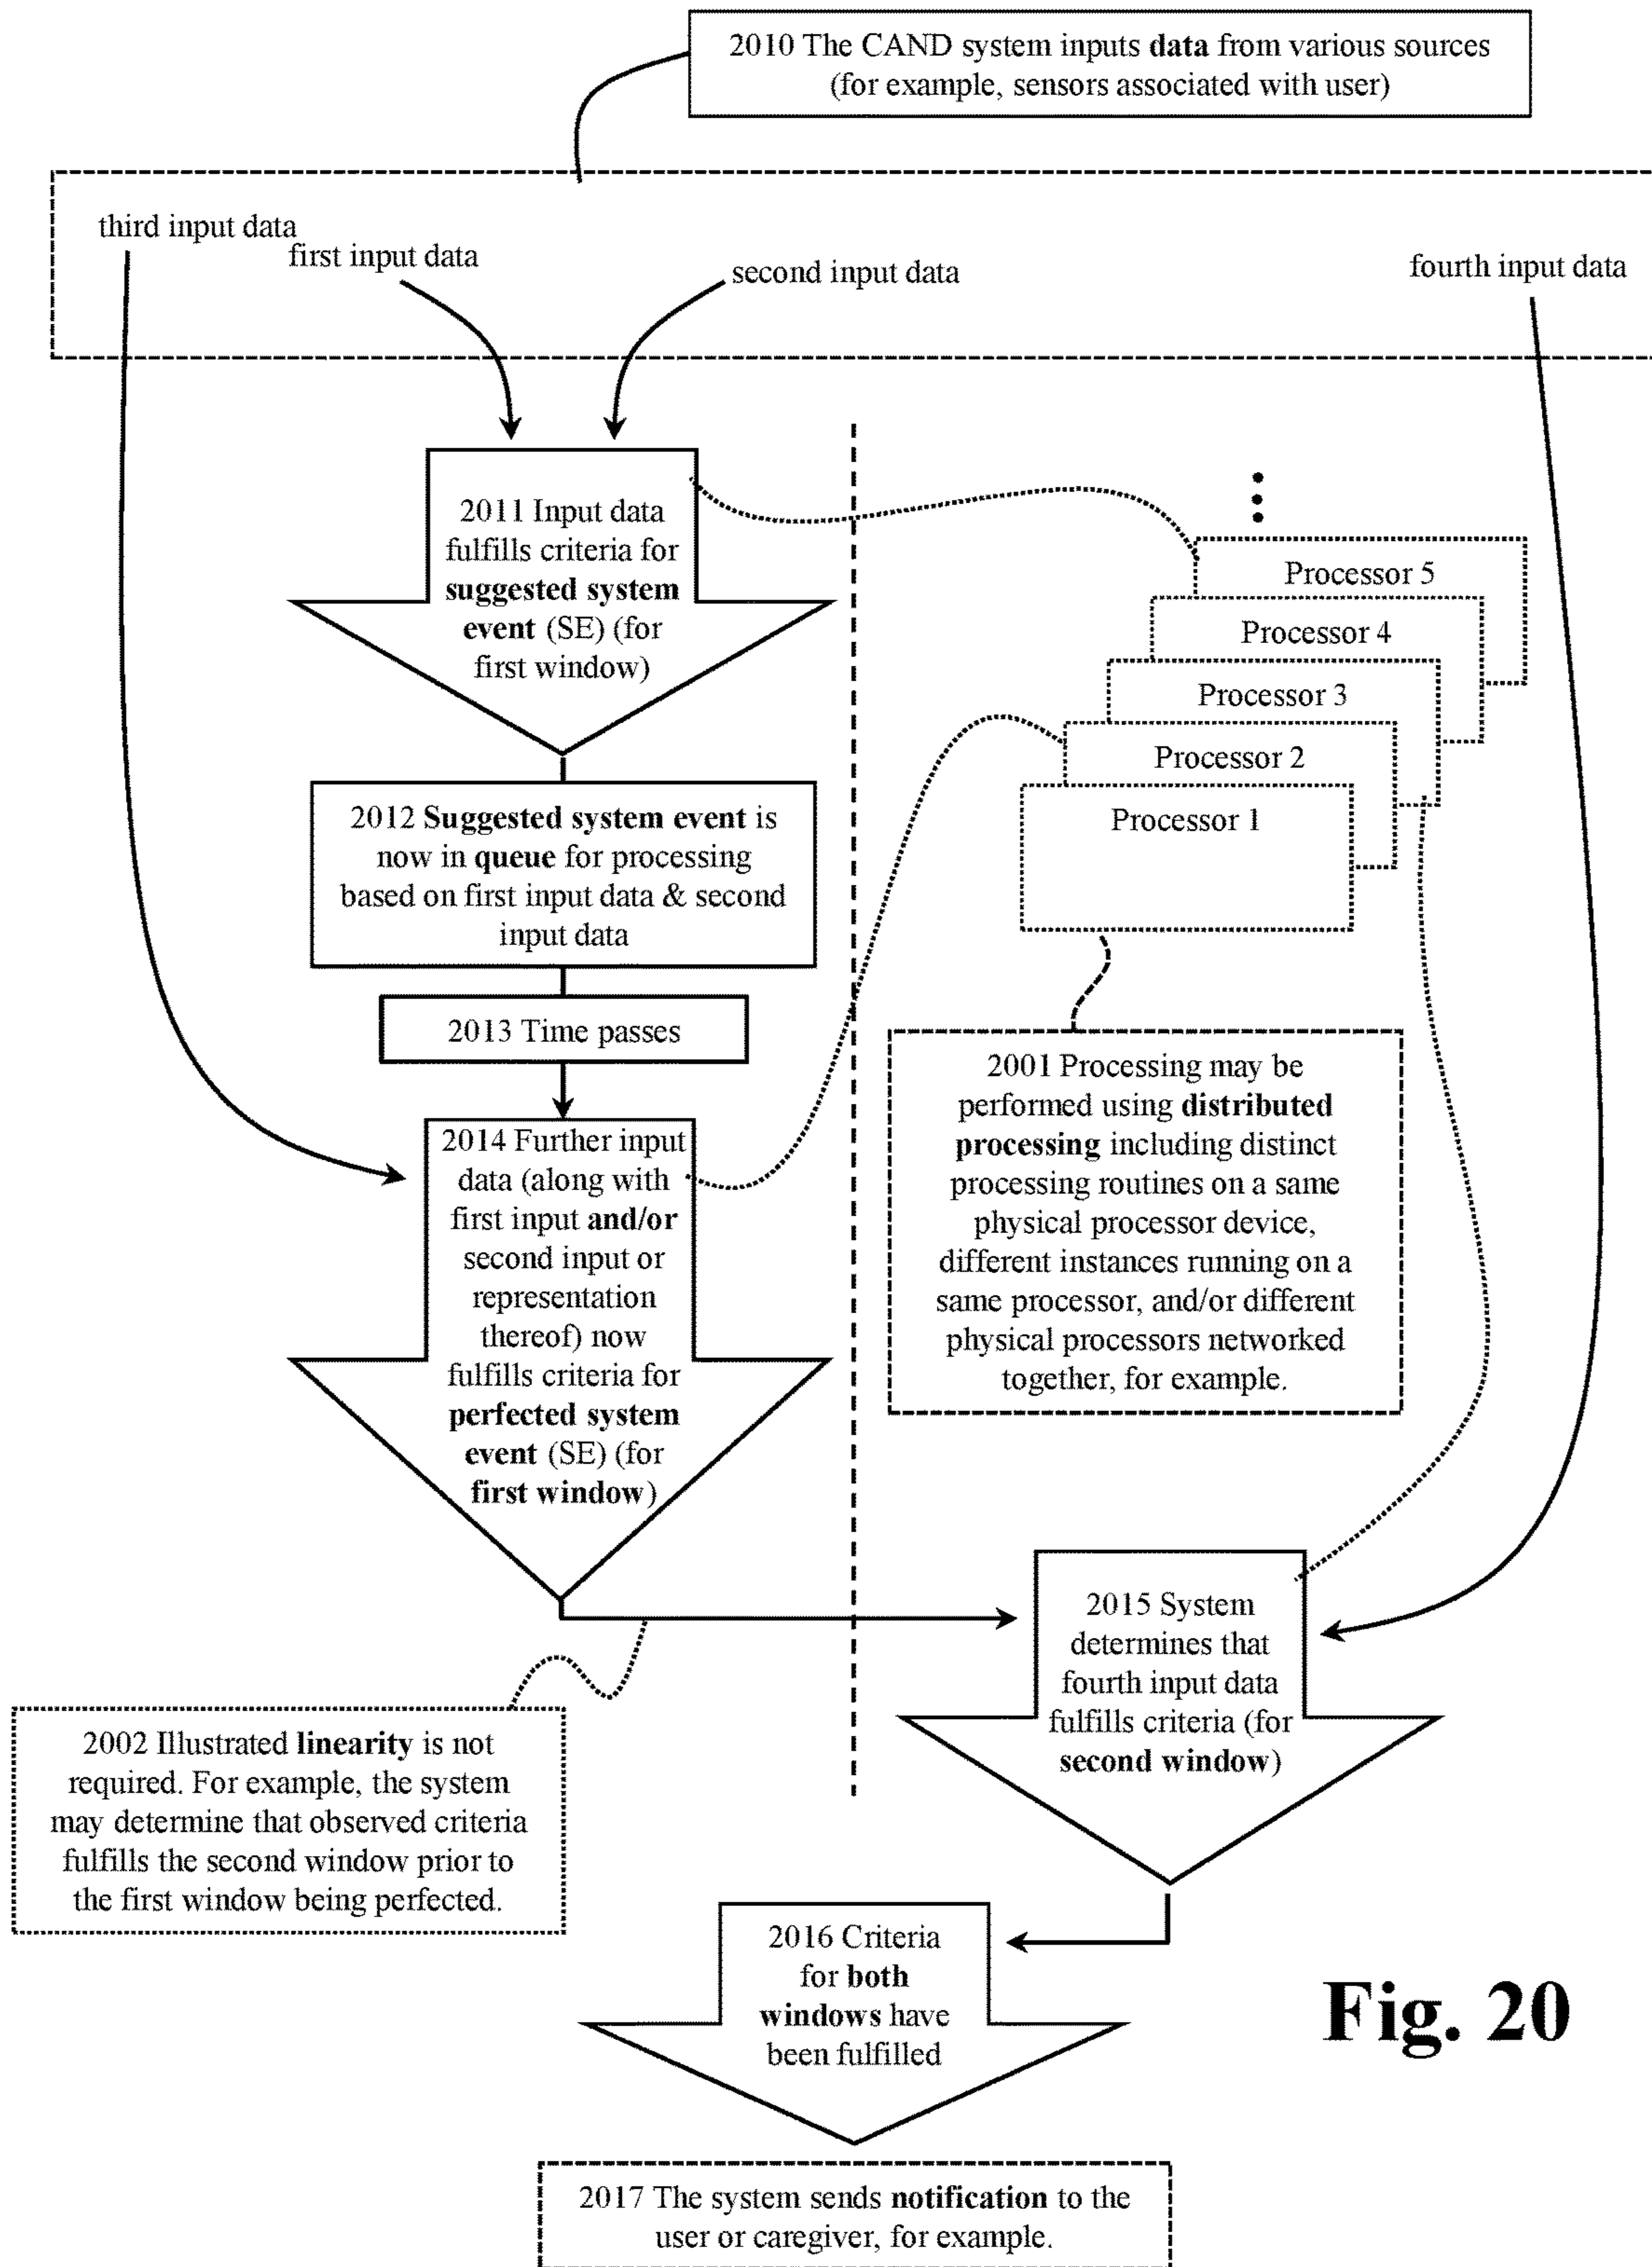 2010 The CAND system inputs data from various sources
(for example, sensors associated with user)
third input data
first input data
second input data
fourth input data
2011 Input data
fulfills criteria for
suggested system
event (SE) (for
first window)
Processor 5
Processor 4
Processor 3
Processor 2
Processor 1
2012 Suggested system event is
now in queue for processing
based on first input data & second
input data
2013 Time passes
2001 Processing may be
performed using distributed
processing including distinct
processing routines on a same
physical processor device,
different instances running on a
same processor, and/or different
physical processors networked
together, for example.
2014 Further input
data (along with
first input and/or
second input or
representation
thereof) now
fulfills criteria for
perfected system
event (SE) (for
first window)
2015 System
determines that
fourth input data
fulfills criteria (for
second window)
2002 Illustrated linearity is not
required. For example, the system
may determine that observed criteria
fulfills the second window prior to
the first window being perfected.
2016 Criteria
for both
windows have
been fulfilled
Fig. 20
2017 The system sends notification to the
user or caregiver, for example.